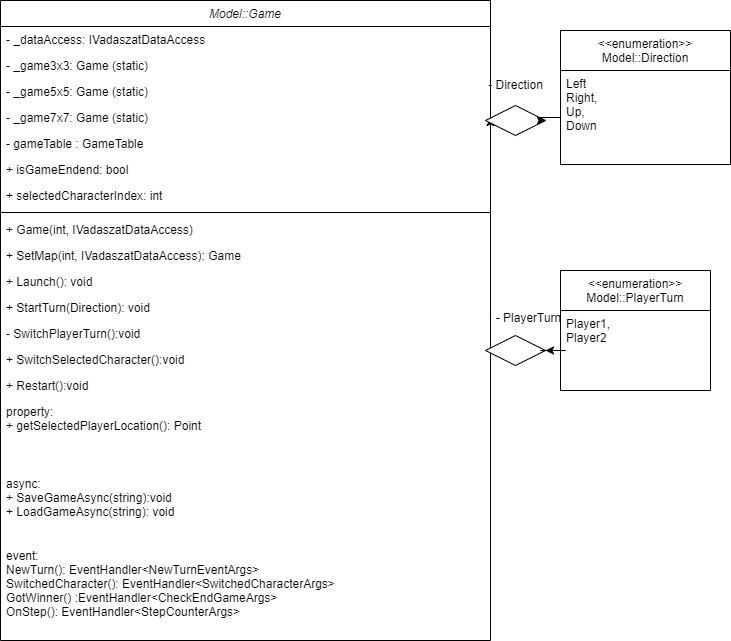 Model::Game
- _dataAccess: IVadaszatDataAccess
- _game3x3: Game (static)
- _game5x5: Game (static)
- _game7x7: Game (static)
- gameTable : GameTable
+ isGameEndend: bool
+ selectedCharacterIndex: int
+ Game(int, IVadaszatDataAccess)
+ SetMap(int, IVadaszatDataAccess): Game
+ Launch(): void
+ StartTurn(Direction): void
- SwitchPlayerTurn():void
+ SwitchSelectedCharacter():void
+ Restart():void
property:
+ getSelectedPlayerLocation(): Point
async:
+ SaveGameAsync(string):void
+ LoadGameAsync(string): void
event:
NewTurn(): EventHandler<NewTurnEventArgs>
SwitchedCharacter(): EventHandler<SwitchedCharacterArgs>
GotWinner() :EventHandler<CheckEndGameArgs>
OnStep(): EventHandler<StepCounterArgs>
- Direction
<<enumeration>>
Model::Direction
Left
Right,
Up,
Down
- PlayerTurn
<<enumeration>>
Model::PlayerTurn
Player1,
Player2